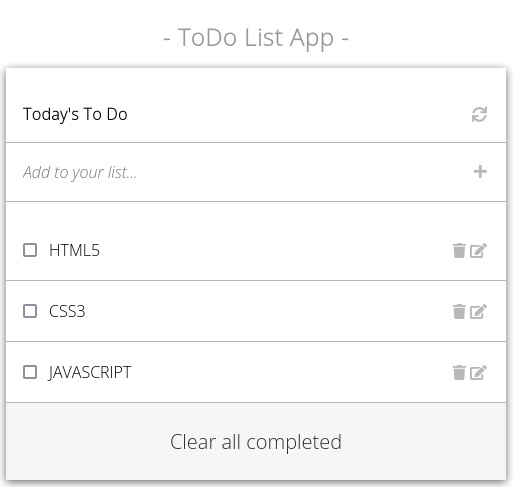 - ToDo List App -
Today's To Do
Add to your list...
HTML5
CSS3
JAVASCRIPT
Clear all completed